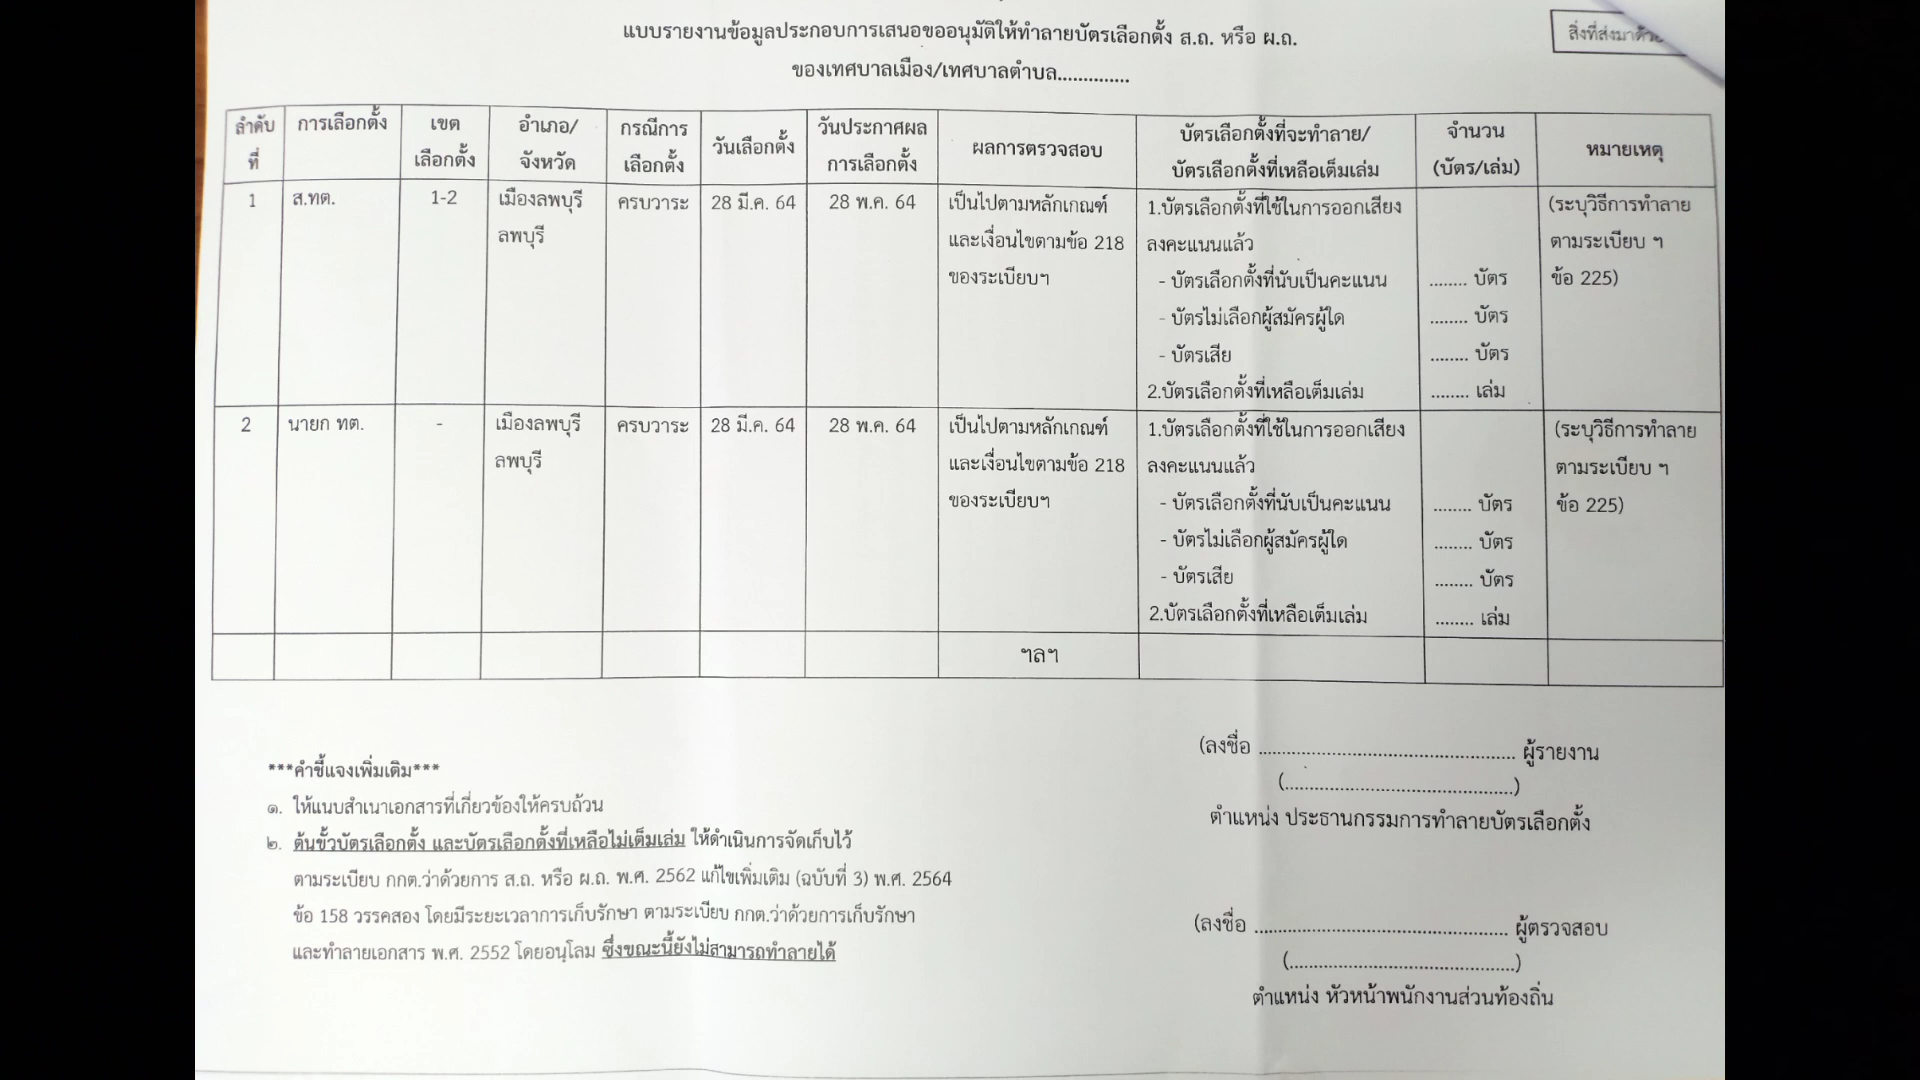 แบบรายงานข้อมูลประกอบการเสนอขออนุมัติให้ทำลายบัตรเลือกตั้ง ส.ถ. หรือ ผ.ถ.
สิ่งที่ส่งมาด้วย
ของเทศบาลเมือง/เทศบาลตำบล..............
ลำดับที่ การเลือกตั้ง เขตเลือกตั้ง อำเภอ/จังหวัด กรณีการเลือกตั้ง วันเลือกตั้ง วันประกาศผลการเลือกตั้ง ผลการตรวจสอบ บัตรเลือกตั้งที่จะทำลาย/บัตรเลือกตั้งที่เหลือเต็มเล่ม จำนวน (บัตร/เล่ม) หมายเหตุ
1 ส.ทต. 1-2 เมืองลพบุรี ครบวาระ 28 มี.ค. 64 28 พ.ค. 64 เป็นไปตามหลักเกณฑ์ 1.บัตรเลือกตั้งที่ใช้ในการออกเสียง (ระบุวิธีการทำลาย
ลพบุรี และเงื่อนไขตามข้อ 218 ลงคะแนนแล้ว ตามระเบียบ ฯ
ของระเบียบฯ - บัตรเลือกตั้งที่นับเป็นคะแนน ........ บัตร ข้อ 225)
- บัตรไม่เลือกผู้สมัครผู้ใด ........ บัตร
- บัตรเสีย ........ บัตร
2.บัตรเลือกตั้งที่เหลือเต็มเล่ม ........ เล่ม
2 นายก ทต. - เมืองลพบุรี ครบวาระ 28 มี.ค. 64 28 พ.ค. 64 เป็นไปตามหลักเกณฑ์ 1.บัตรเลือกตั้งที่ใช้ในการออกเสียง (ระบุวิธีการทำลาย
ลพบุรี และเงื่อนไขตามข้อ 218 ลงคะแนนแล้ว ตามระเบียบ ฯ
ของระเบียบฯ - บัตรเลือกตั้งที่นับเป็นคะแนน ........ บัตร ข้อ 225)
- บัตรไม่เลือกผู้สมัครผู้ใด ........ บัตร
- บัตรเสีย ........ บัตร
2.บัตรเลือกตั้งที่เหลือเต็มเล่ม ........ เล่ม
ฯลฯ
***คำชี้แจงเพิ่มเติม***
๑. ให้แนบสำเนาเอกสารที่เกี่ยวข้องให้ครบถ้วน
๒. ต้นขั้วบัตรเลือกตั้ง และบัตรเลือกตั้งที่เหลือไม่เต็มเล่ม ให้ดำเนินการจัดเก็บไว้
ตามระเบียบ กกต.ว่าด้วยการ ส.ถ. หรือ ผ.ถ. พ.ศ. 2562 แก้ไขเพิ่มเติม (ฉบับที่ 3) พ.ศ. 2564
ข้อ 158 วรรคสอง โดยมีระยะเวลาการเก็บรักษา ตามระเบียบ กกต.ว่าด้วยการเก็บรักษา
และทำลายเอกสาร พ.ศ. 2552 โดยอนุโลม ซึ่งขณะนี้ยังไม่สามารถทำลายได้
(ลงชื่อ ...................................................... ผู้รายงาน
(.................................................)
ตำแหน่ง ประธานกรรมการทำลายบัตรเลือกตั้ง
(ลงชื่อ ...................................................... ผู้ตรวจสอบ
(.................................................)
ตำแหน่ง หัวหน้าพนักงานส่วนท้องถิ่น